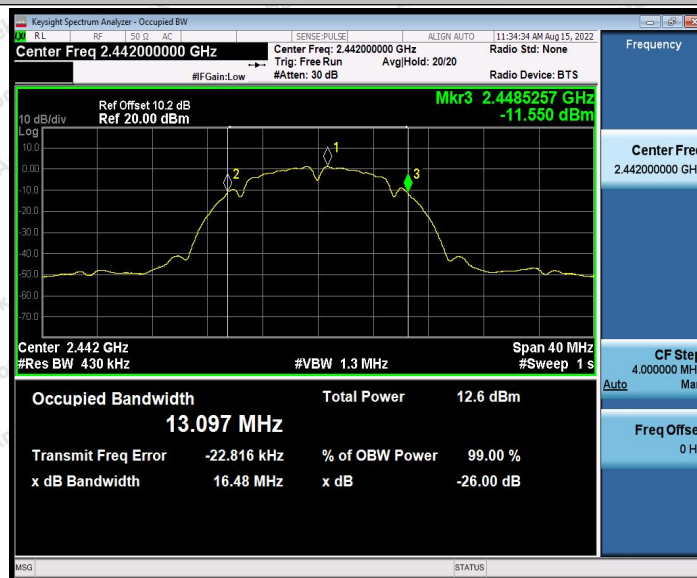 Keysight Spectrum Analyzer - Occupied BW
RL RF 50 Ω AC SENSE:PULSE ALIGN AUTO 11:34:34 AM Aug 15, 2022
Center Freq 2.442000000 GHz
Center Freq: 2.442000000 GHz
Radio Std: None
Trig: Free Run Avg|Hold: 20/20
#IFGain:Low
#Atten: 30 dB
Radio Device: BTS
Frequency
Ref Offset 10.2 dB
Mkr3 2.4485257 GHz
10 dB/div Ref 20.00 dBm
-11.550 dBm
Log
10.0
0.00
-10.0
-20.0
-30.0
-40.0
-50.0
-60.0
-70.0
1
2
3
Center 2.442 GHz
Span 40 MHz
#Res BW 430 kHz
#VBW 1.3 MHz
#Sweep 1 s
Occupied Bandwidth
13.097 MHz
Total Power 12.6 dBm
Transmit Freq Error -22.816 kHz
% of OBW Power 99.00 %
x dB Bandwidth 16.48 MHz
x dB -26.00 dB
Center Fre
2.442000000 GH
CF Ste
4.000000 MH
Auto Ma
Freq Offse
0 H
MSG
STATUS